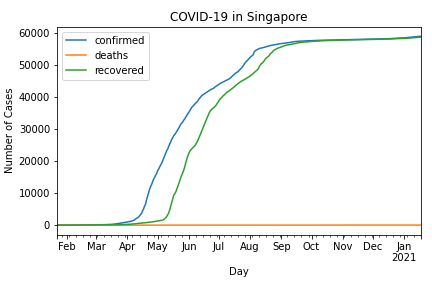 COVID-19 in Singapore
confirmed
deaths
recovered
60000
50000
40000
30000
20000
10000
0
Number of Cases
Feb Mar Apr May Jun Jul Aug Sep Oct Nov Dec Jan
2021
Day